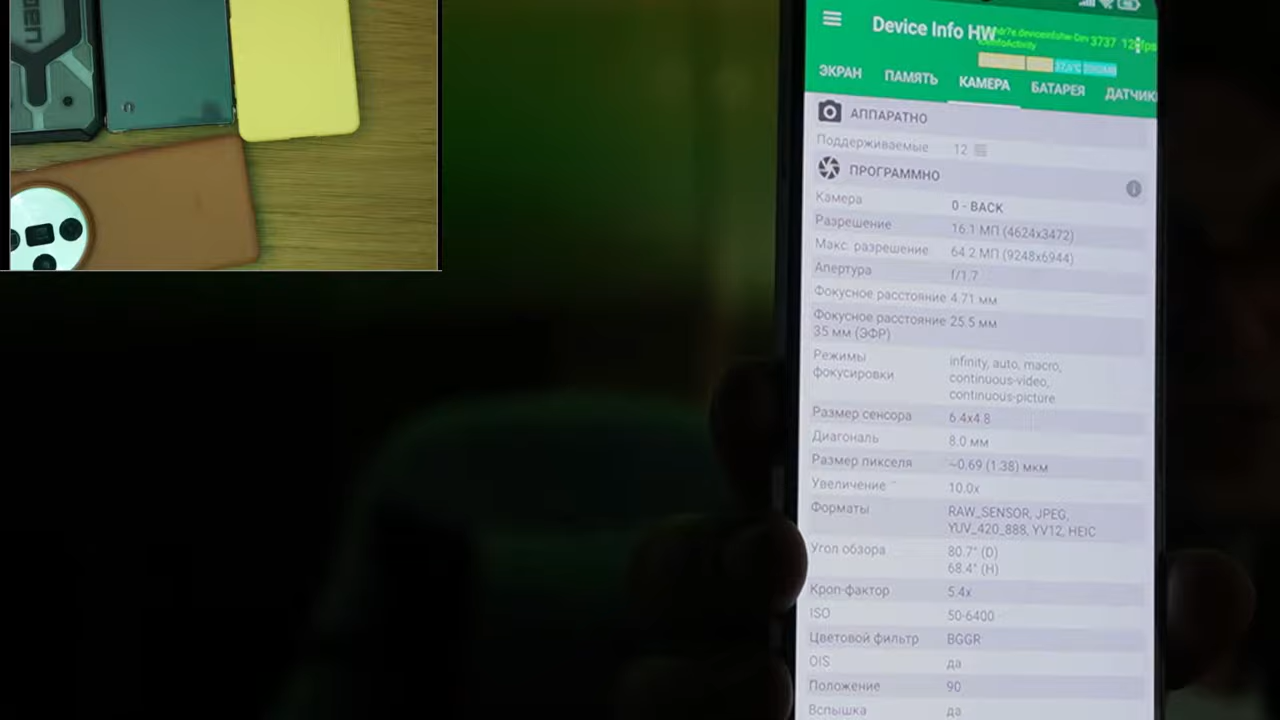 Device Info HW
3737
ЭКРАН ПАМЯТЬ КАМЕРА БАТАРЕЯ ДАТЧИК
АППАРАТНО
Поддерживаемые 12
ПРОГРАММНО
Камера 0 - BACK
Разрешение 16.1 МП (4624x3472)
Макс. разрешение 64.2 МП (9248x6944)
Апертура f/1.7
Фокусное расстояние 4.71 мм
Фокусное расстояние 25.5 мм
35 мм (ЭФР)
Режимы фокусировки infinity, auto, macro,
continuous-video,
continuous-picture
Размер сенсора 6.4x4.8
Диагональ 8.0 мм
Размер пикселя ~0.69 (1.38) мкм
Увеличение 10.0x
Форматы RAW_SENSOR, JPEG,
YUV_420_888, YV12, HEIC
Угол обзора 80.7° (D)
68.4° (H)
Кроп-фактор 5.4x
ISO 50-6400
Цветовой фильтр BGGR
OIS да
Положение 90
Вспышка да